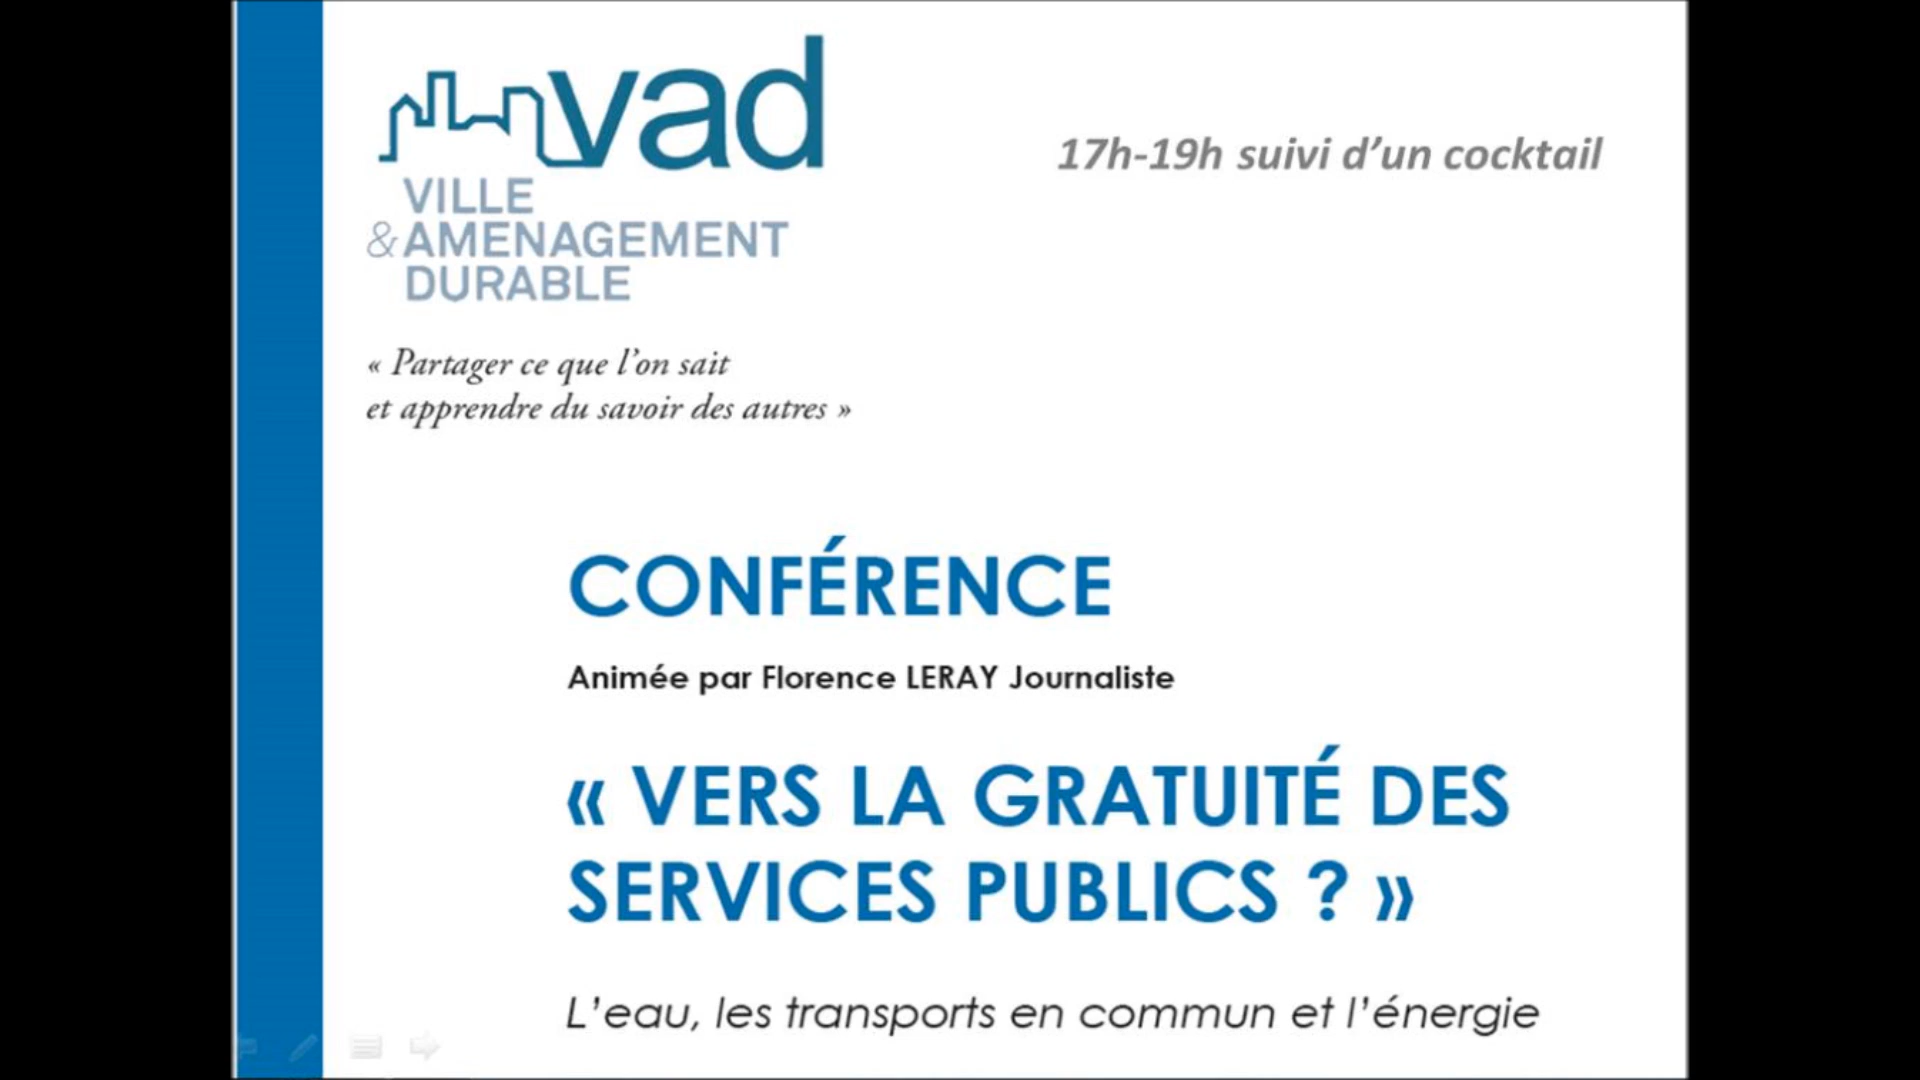 vad
VILLE
& AMENAGEMENT
DURABLE
17h-19h suivi d’un cocktail
« Partager ce que l’on sait
et apprendre du savoir des autres »
CONFÉRENCE
Animée par Florence LERAY Journaliste
« VERS LA GRATUITÉ DES
SERVICES PUBLICS ? »
L’eau, les transports en commun et l’énergie